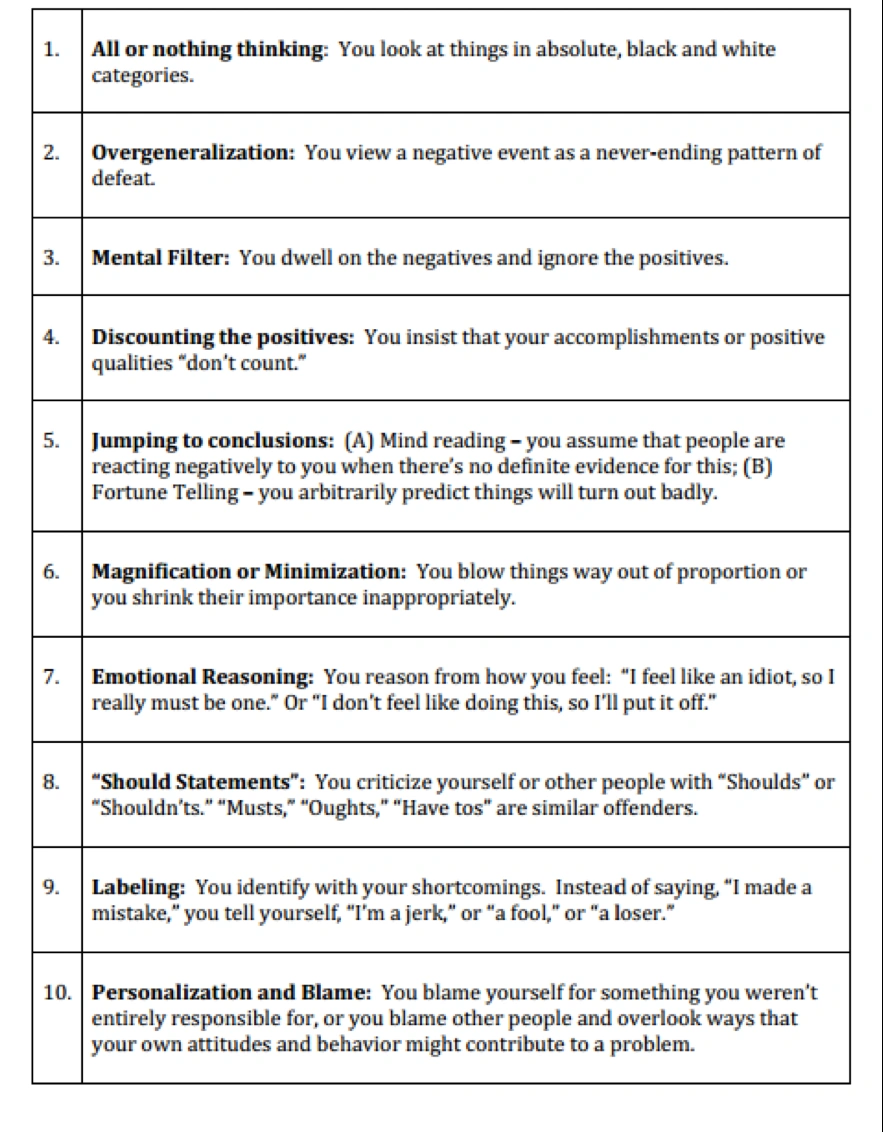 1. All or nothing thinking: You look at things in absolute, black and white
categories.
2. Overgeneralization: You view a negative event as a never-ending pattern of
defeat.
3. Mental Filter: You dwell on the negatives and ignore the positives.
4. Discounting the positives: You insist that your accomplishments or positive
qualities “don’t count.”
5. Jumping to conclusions: (A) Mind reading – you assume that people are
reacting negatively to you when there’s no definite evidence for this; (B)
Fortune Telling – you arbitrarily predict things will turn out badly.
6. Magnification or Minimization: You blow things way out of proportion or
you shrink their importance inappropriately.
7. Emotional Reasoning: You reason from how you feel: “I feel like an idiot, so I
really must be one.” Or “I don’t feel like doing this, so I’ll put it off.”
8. “Should Statements”: You criticize yourself or other people with “Shoulds” or
“Shouldn’ts.” “Musts,” “Oughts,” “Have tos” are similar offenders.
9. Labeling: You identify with your shortcomings. Instead of saying, “I made a
mistake,” you tell yourself, “I’m a jerk,” or “a fool,” or “a loser.”
10. Personalization and Blame: You blame yourself for something you weren’t
entirely responsible for, or you blame other people and overlook ways that
your own attitudes and behavior might contribute to a problem.